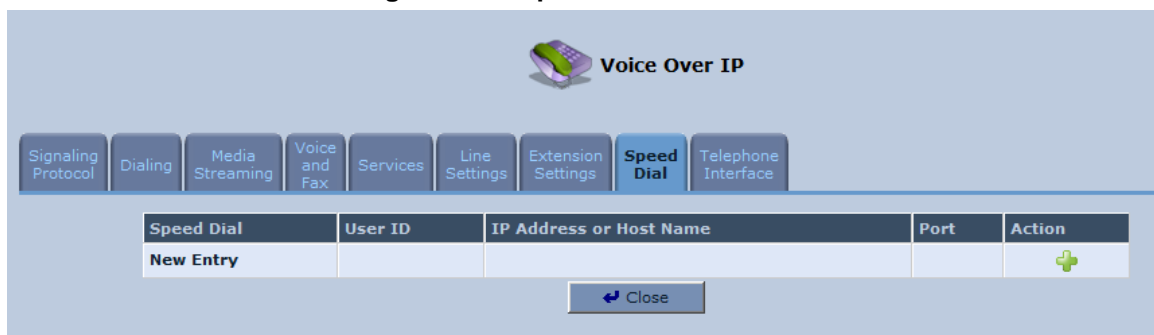 Voice Over IP
Signaling Protocol
Dialing
Media Streaming
Voice and Fax
Services
Line Settings
Extension Settings
Speed Dial
Telephone Interface
Speed Dial User ID IP Address or Host Name Port Action
New Entry
Close